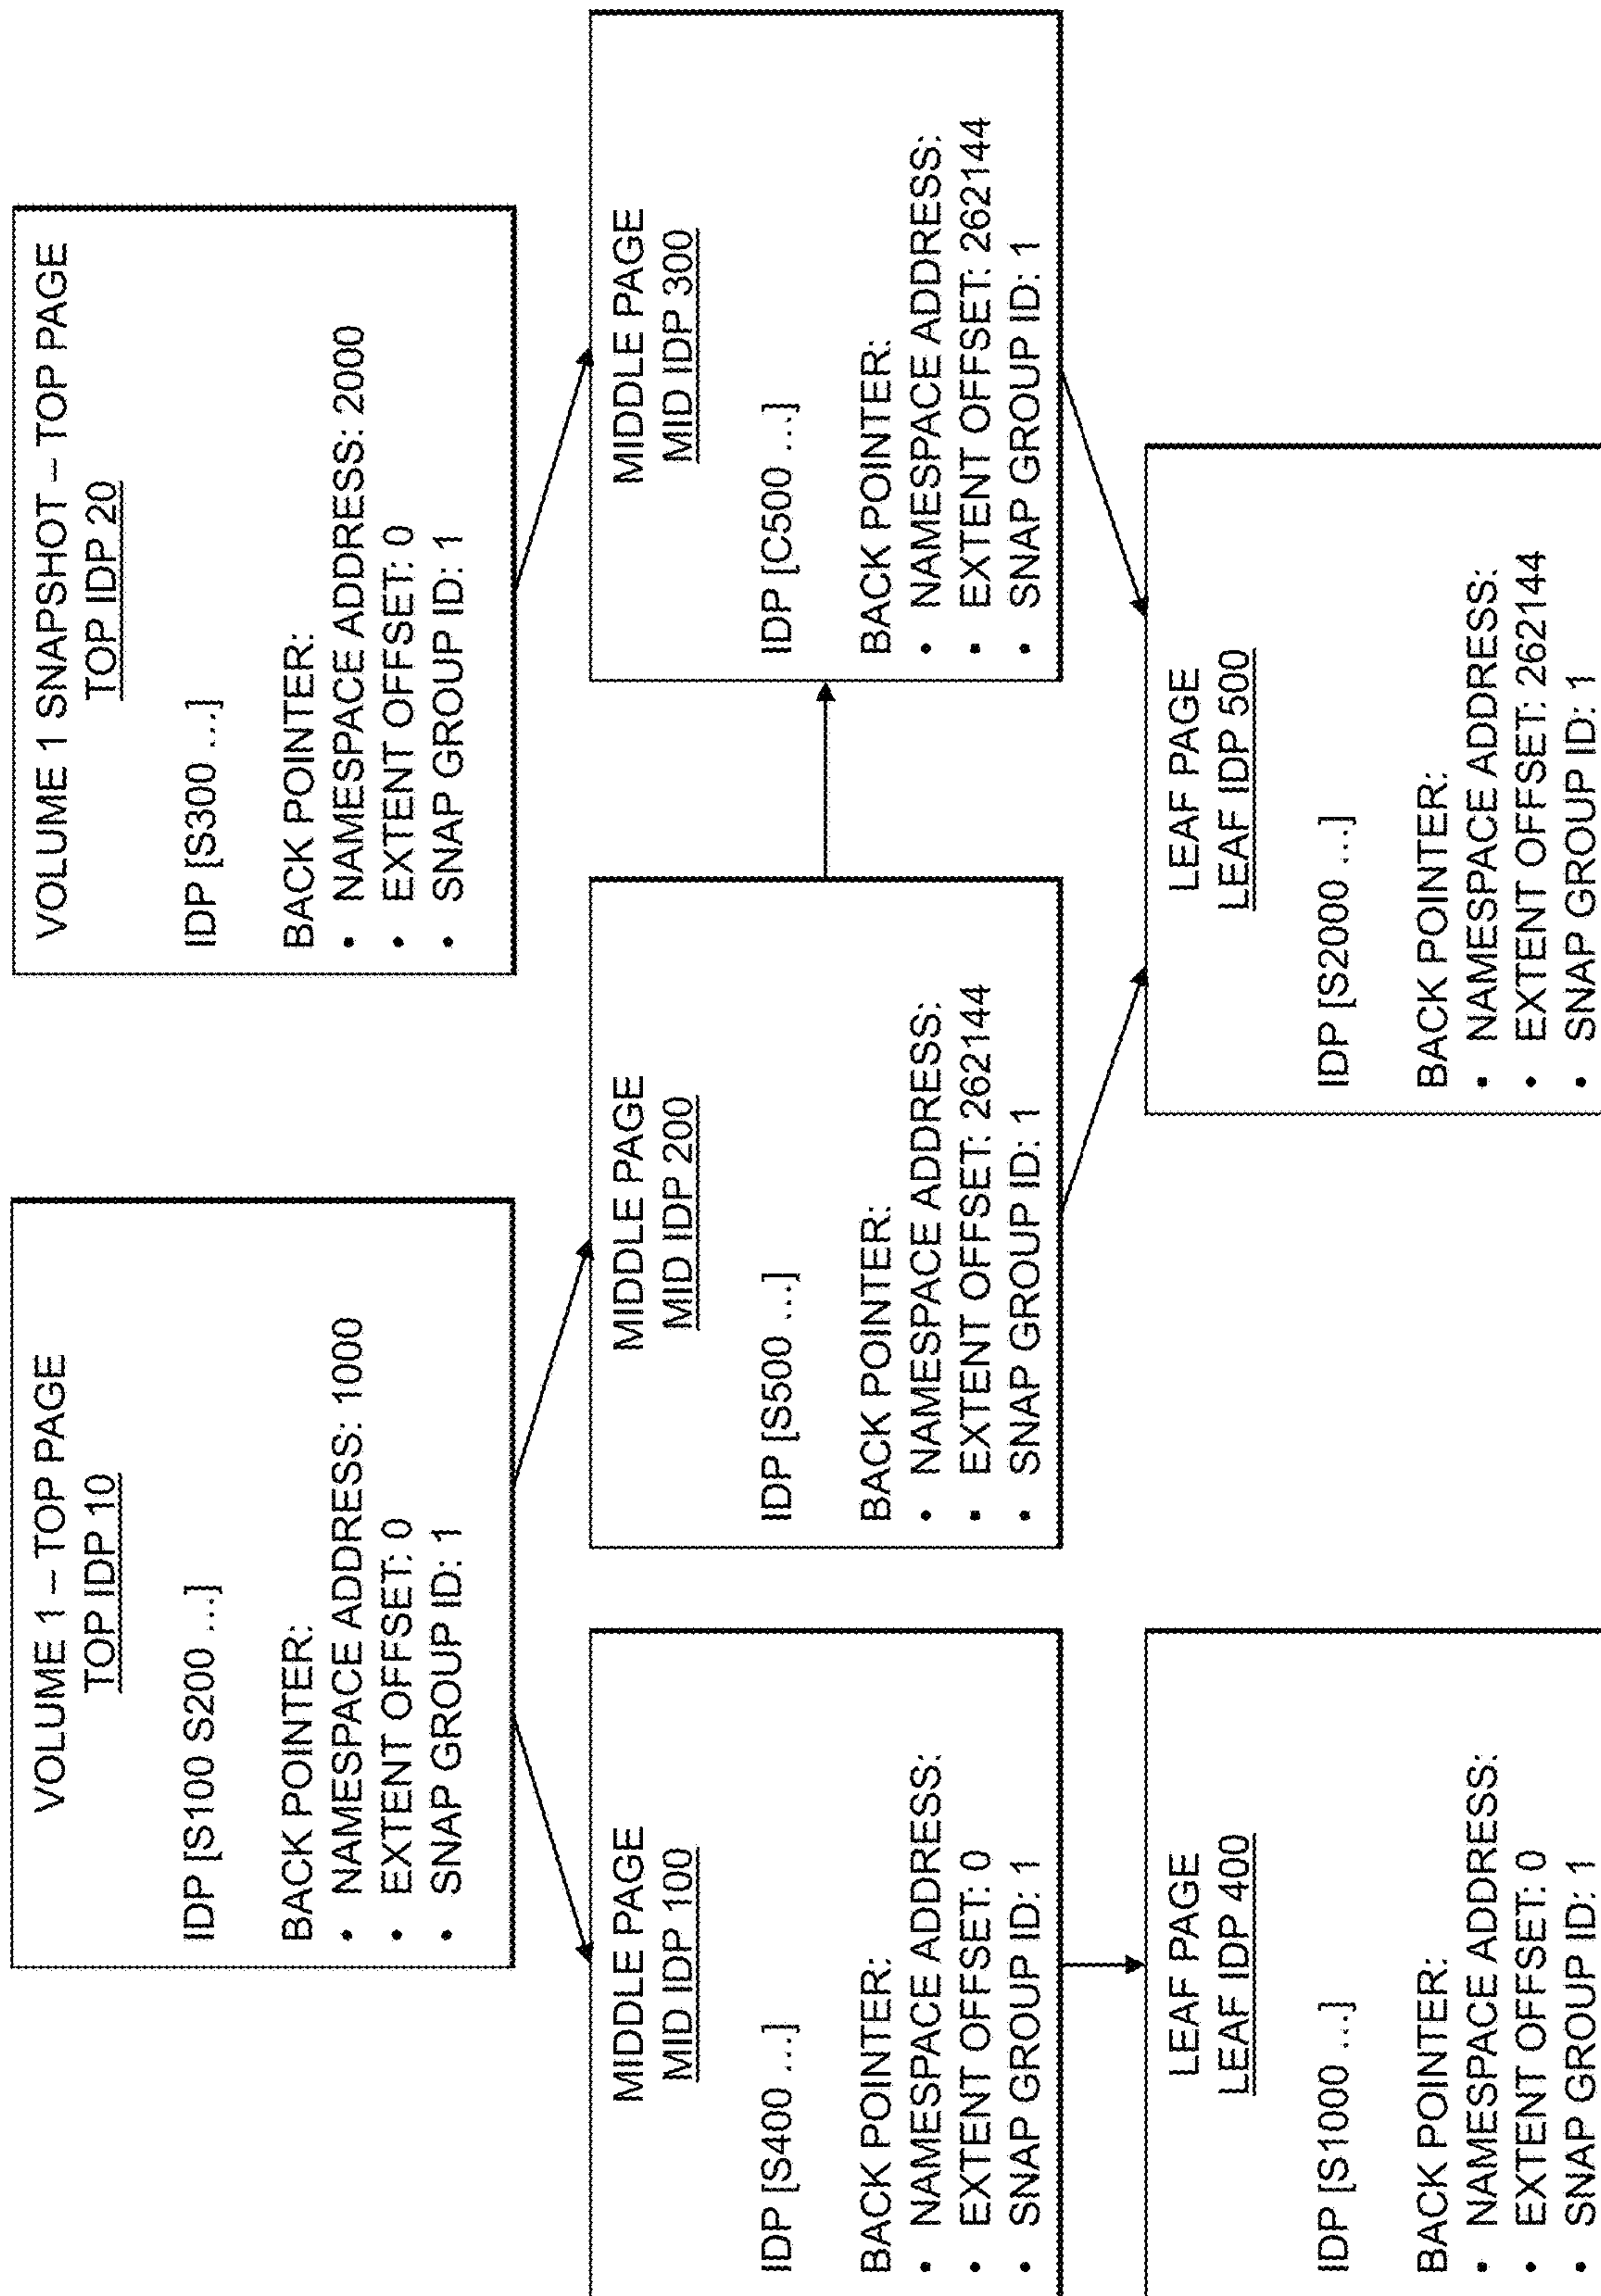 VOLUME 1 – TOP PAGE
TOP IDP 10
IDP [S100 S200 ...]
BACK POINTER:
• NAMESPACE ADDRESS: 1000
• EXTENT OFFSET: 0
• SNAP GROUP ID: 1
VOLUME 1 SNAPSHOT – TOP PAGE
TOP IDP 20
IDP [S300 ...]
BACK POINTER:
• NAMESPACE ADDRESS: 2000
• EXTENT OFFSET: 0
• SNAP GROUP ID: 1
MIDDLE PAGE
MID IDP 100
IDP [S400 ...]
BACK POINTER:
• NAMESPACE ADDRESS:
• EXTENT OFFSET: 0
• SNAP GROUP ID: 1
MIDDLE PAGE
MID IDP 200
IDP [S500 ...]
BACK POINTER:
• NAMESPACE ADDRESS:
• EXTENT OFFSET: 262144
• SNAP GROUP ID: 1
MIDDLE PAGE
MID IDP 300
IDP [C500 ...]
BACK POINTER:
• NAMESPACE ADDRESS:
• EXTENT OFFSET: 262144
• SNAP GROUP ID: 1
LEAF PAGE
LEAF IDP 400
IDP [S1000 ...]
BACK POINTER:
• NAMESPACE ADDRESS:
• EXTENT OFFSET: 0
• SNAP GROUP ID: 1
LEAF PAGE
LEAF IDP 500
IDP [S2000 ...]
BACK POINTER:
• NAMESPACE ADDRESS:
• EXTENT OFFSET: 262144
• SNAP GROUP ID: 1